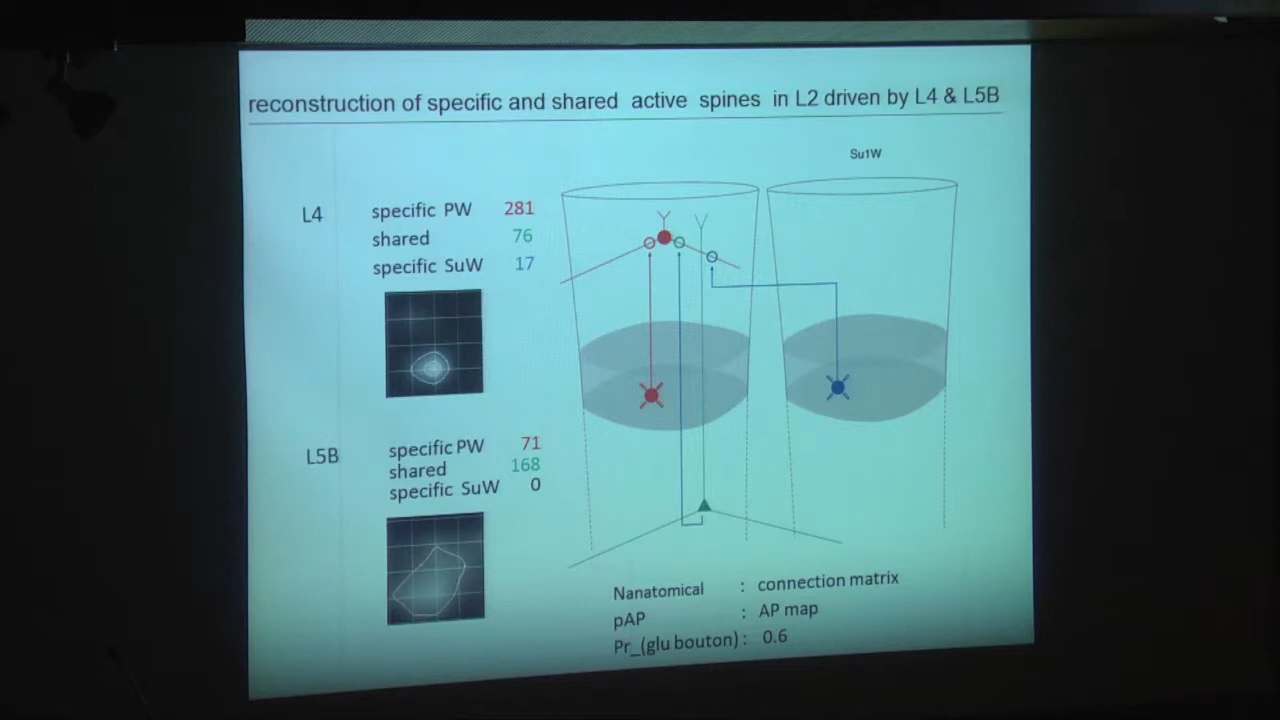 reconstruction of specific and shared active spines in L2 driven by L4 & L5B
Su1W
L4
specific PW 281
shared 76
specific SuW 17
L5B
specific PW 71
shared 168
specific SuW 0
Nanatomical : connection matrix
pAP : AP map
Pr_(glu bouton) : 0.6